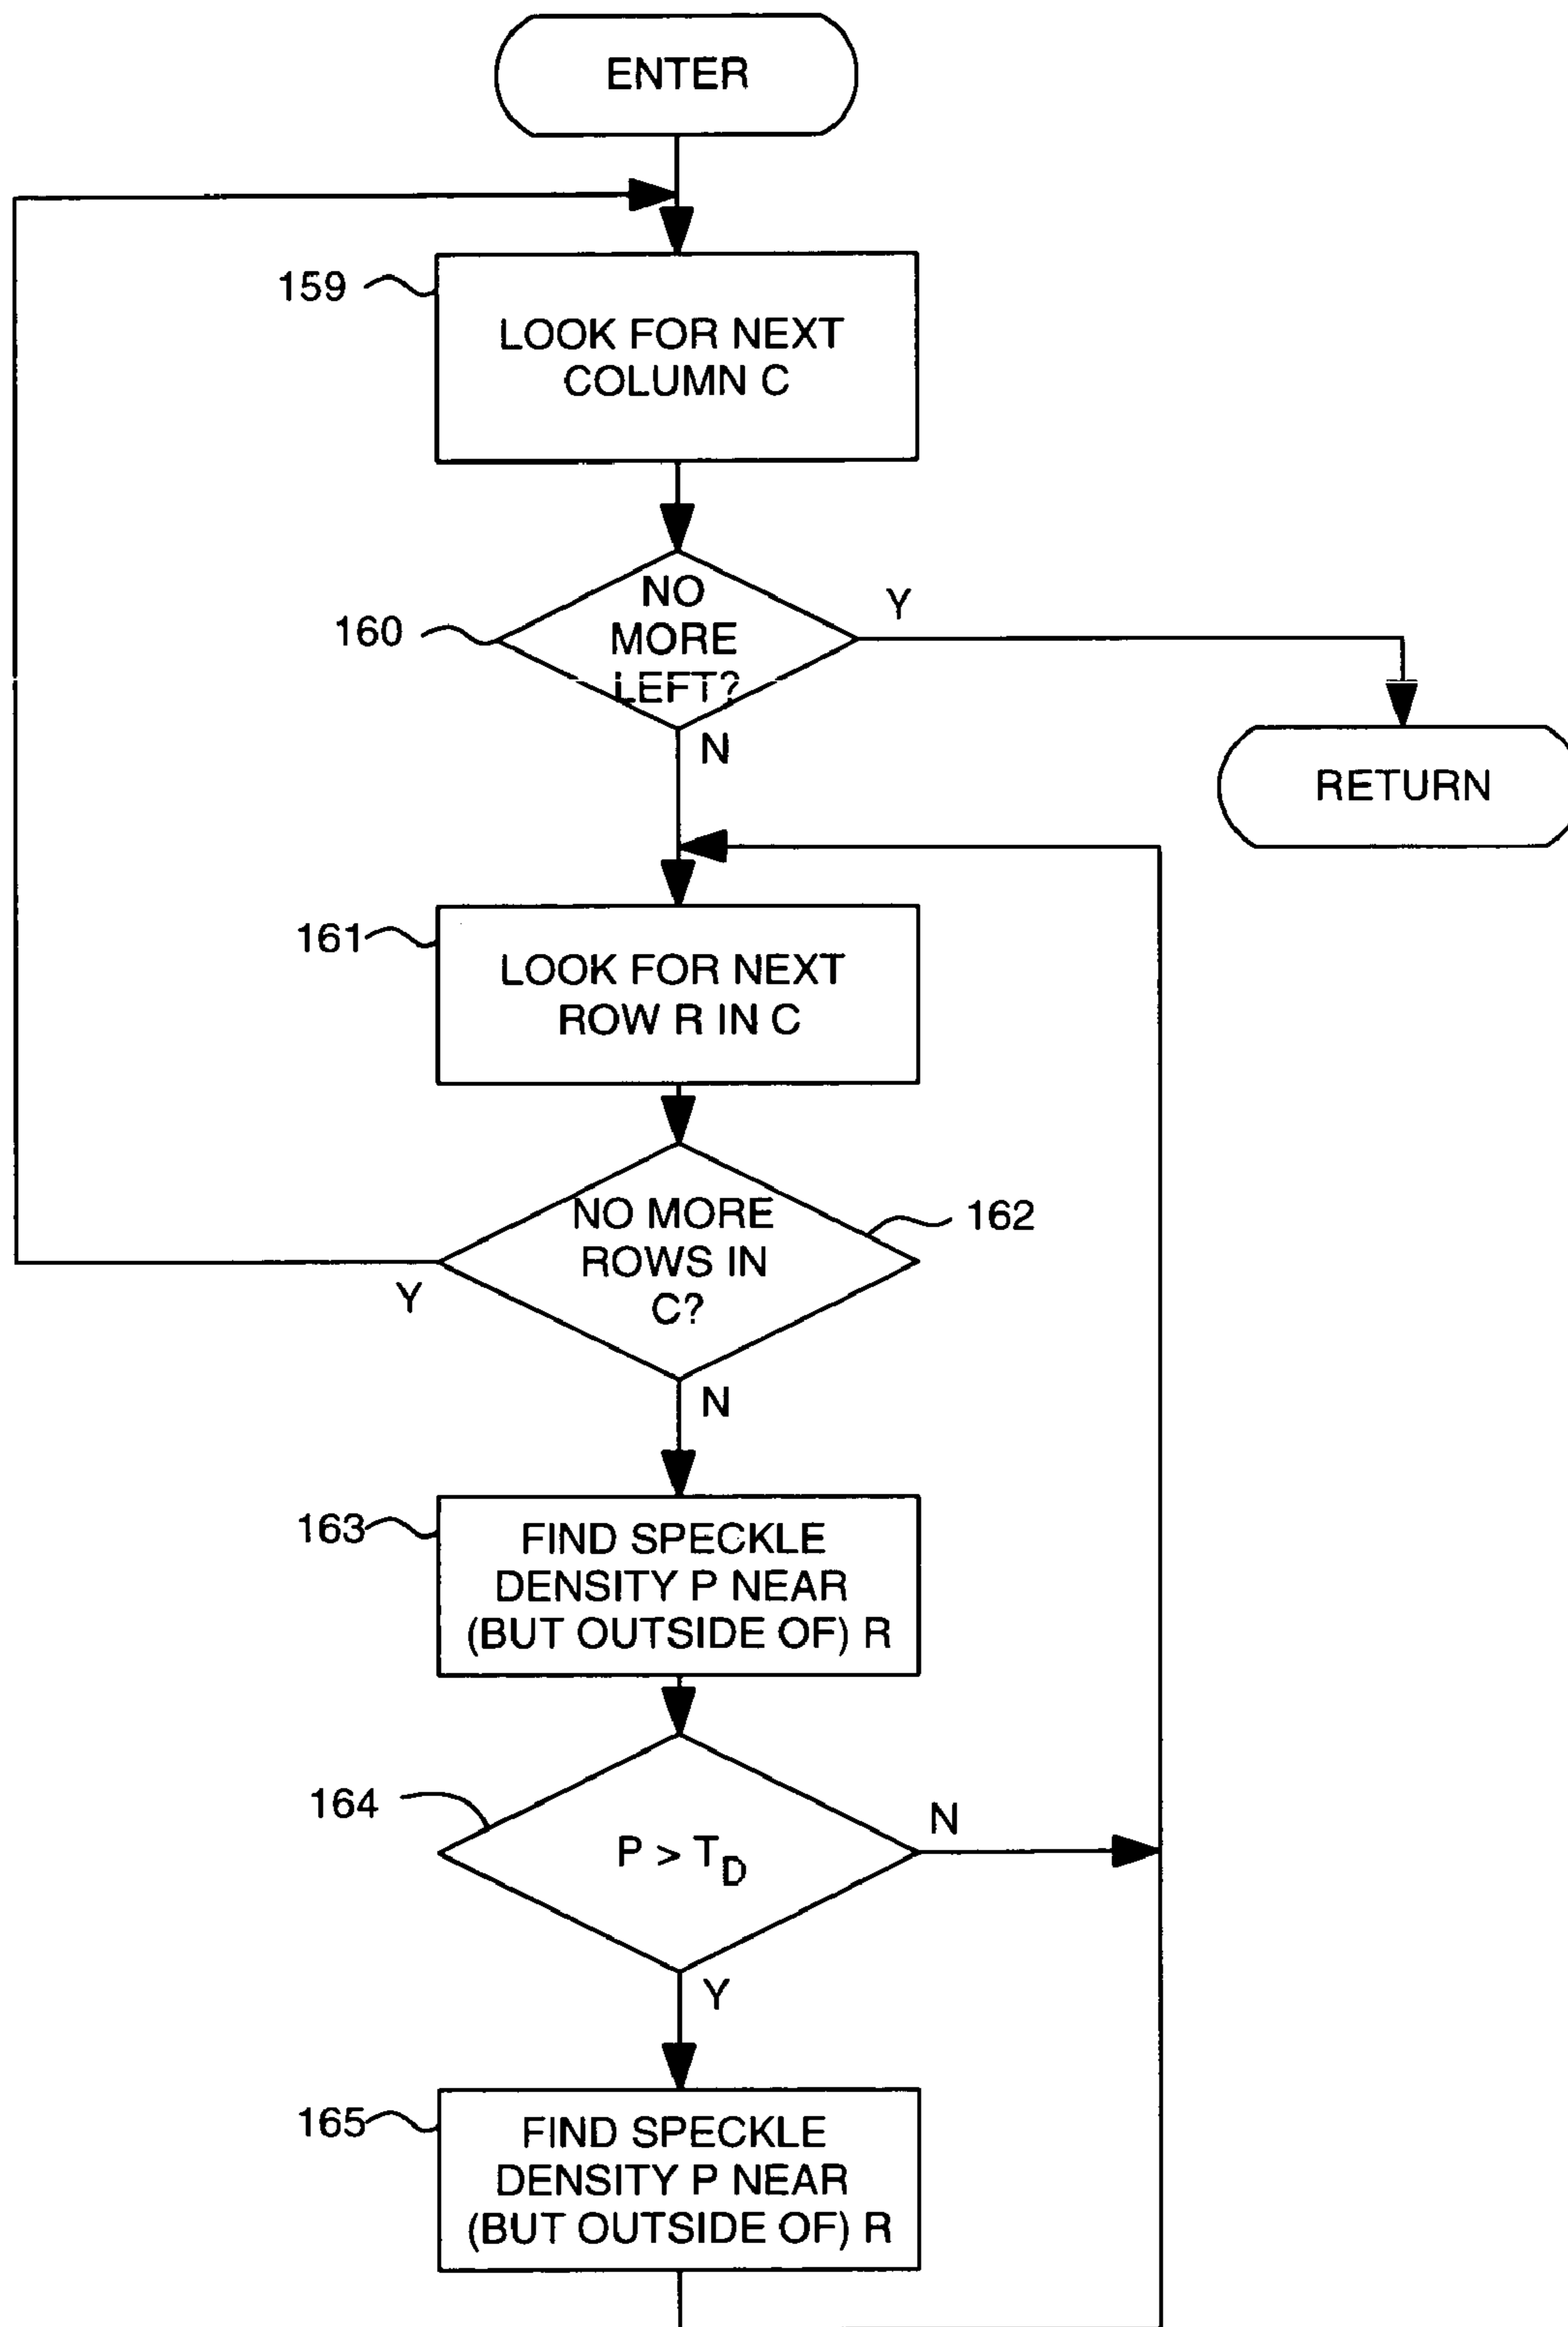 ENTER
159
LOOK FOR NEXT
COLUMN C
160
NO
MORE
LEFT?
Y
N
RETURN
161
LOOK FOR NEXT
ROW R IN C
162
NO MORE
ROWS IN
C?
Y
N
163
FIND SPECKLE
DENSITY P NEAR
(BUT OUTSIDE OF) R
164
P > T_D
N
Y
165
FIND SPECKLE
DENSITY P NEAR
(BUT OUTSIDE OF) R